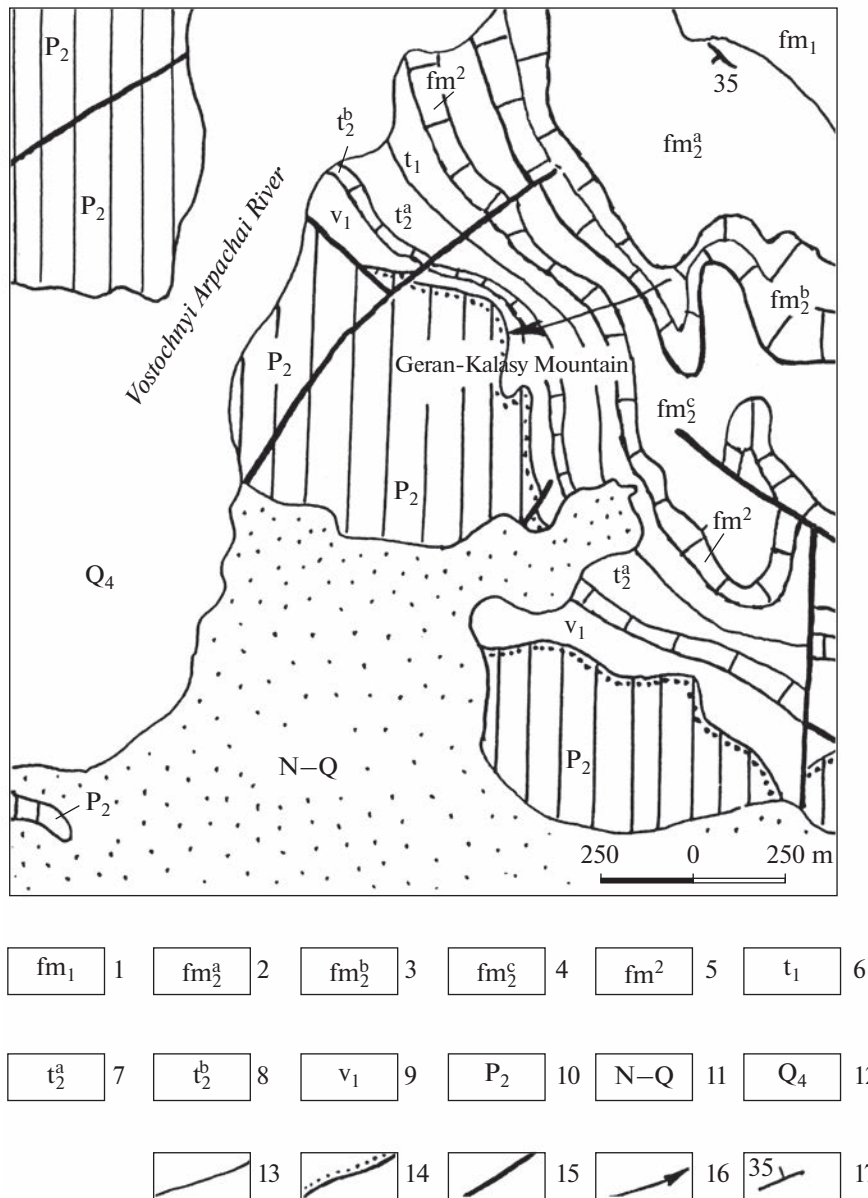 P₂
fm₁
35
fm²
t₂ᵇ
fm₂ᵃ
t₁
P₂
v₁
t₂ᵃ
Vostochnyi Arpachai River
fm₂ᵇ
P₂
Geran-Kalasy Mountain
fm₂ᶜ
P₂
fm²
Q₄
t₂ᵃ
v₁
P₂
N–Q
P₂
250 0 250 m
fm₁ 1 fm₂ᵃ 2 fm₂ᵇ 3 fm₂ᶜ 4 fm² 5 t₁ 6
t₂ᵃ 7 t₂ᵇ 8 v₁ 9 P₂ 10 N–Q 11 Q₄ 12
13 14 15 16 35 17